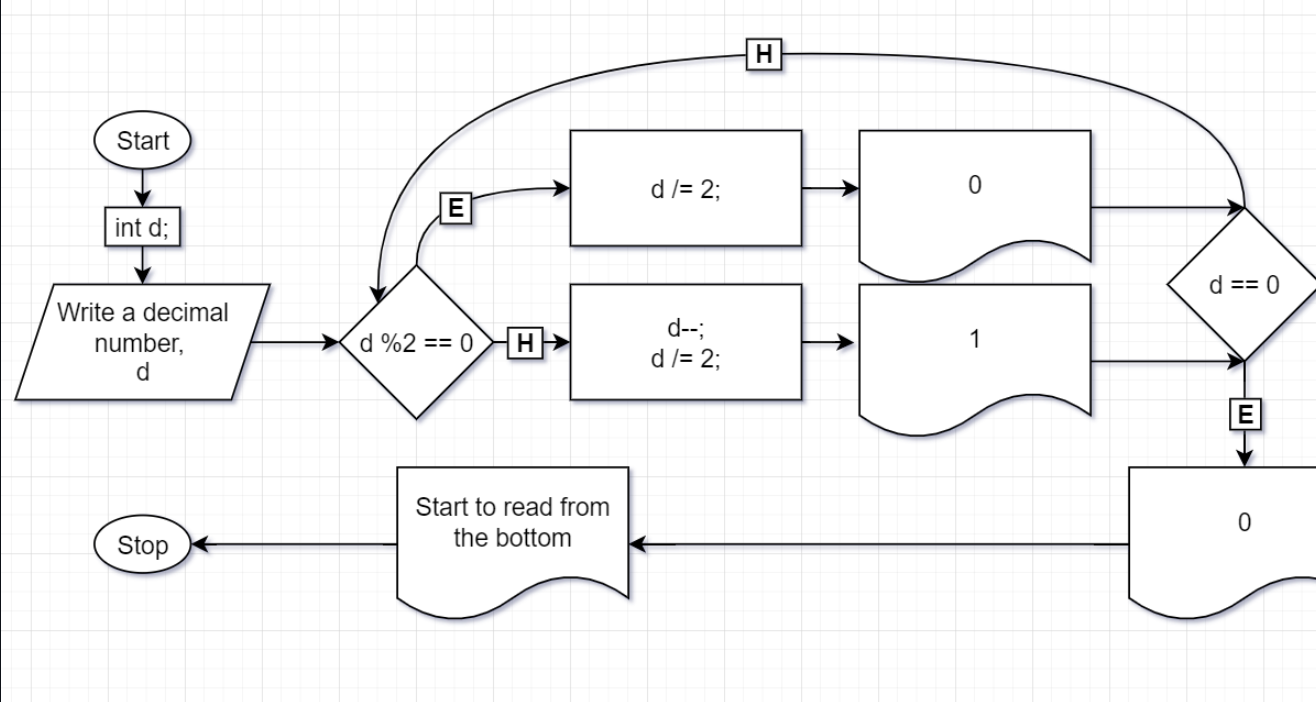 H
Start
int d;
Write a decimal
number,
d
d %2 == 0
E
d /= 2;
0
H
d--;
d /= 2;
1
d == 0
E
0
Start to read from
the bottom
Stop